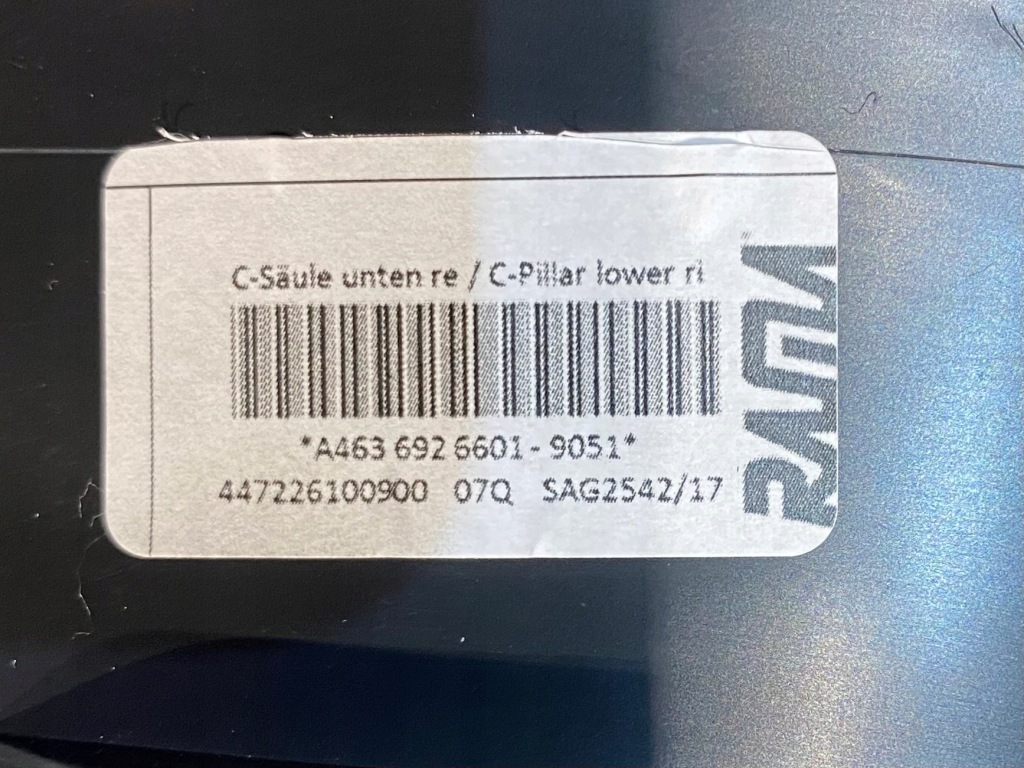 C-Säule unten re / C-Pillar lower ri
*A463 692 6601 - 9051*
447226100900 07Q SAG2542/17